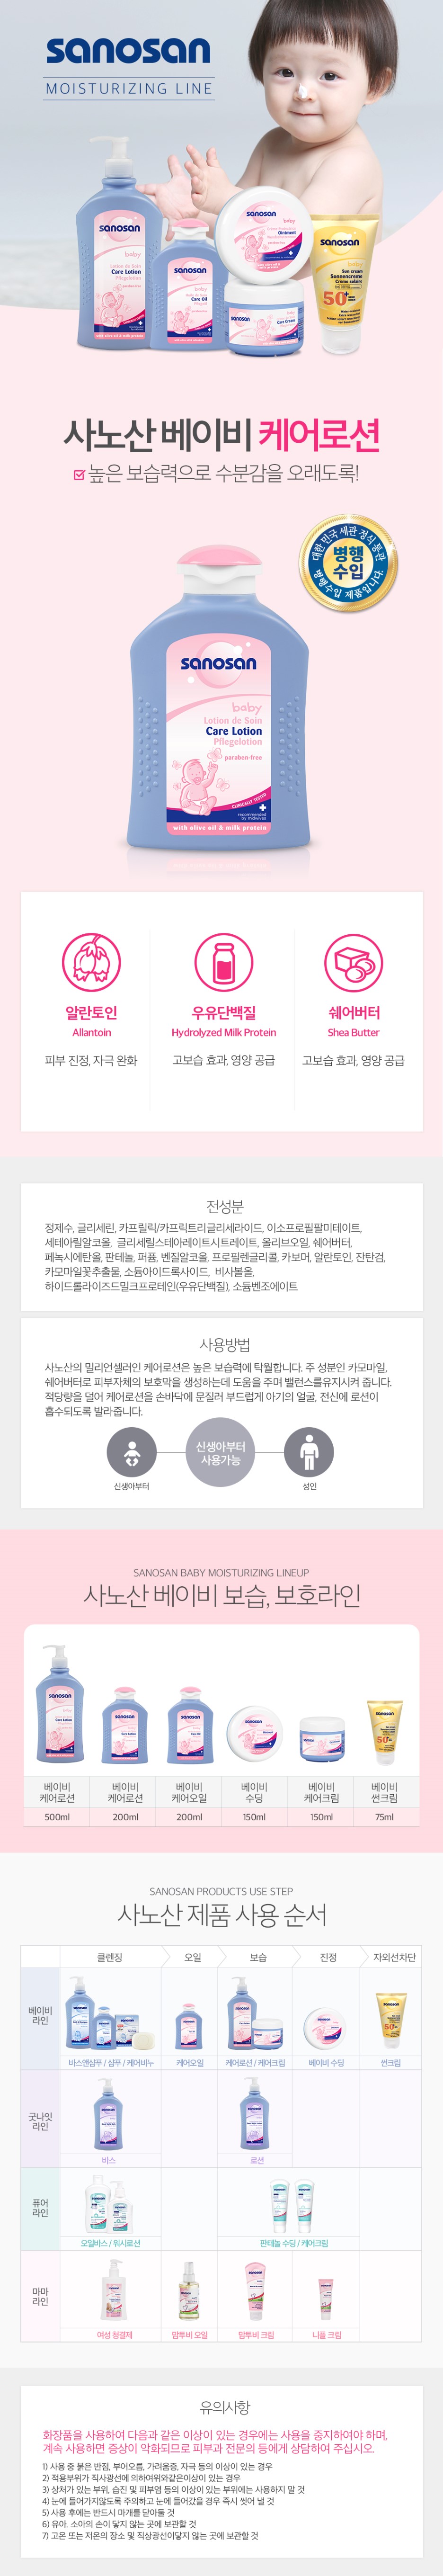 sanosan
MOISTURIZING LINE
sanosan
baby
Lotion de Soin
Care Lotion
Pflegelotion
sanosan
baby
Care Oil
sanosan
baby
Ointment
sanosan
Care Cream
sanosan
Sun cream
Sonnencreme
Crème solaire
50+
사노산 베이비 케어로션
높은 보습력으로 수분감을 오래도록!
대한민국 세관 정식 통관
병행
수입
병행수입 제품입니다.
sanosan
baby
Lotion de Soin
Care Lotion
Pflegelotion
paraben-free
CLINICALLY TESTED
recommended
by midwives
with olive oil & milk protein
알란토인
Allantoin
피부 진정, 자극 완화
우유단백질
Hydrolyzed Milk Protein
고보습 효과, 영양 공급
쉐어버터
Shea Butter
고보습 효과, 영양 공급
전성분
정제수, 글리세린, 카프릴릭/카프릭트리글리세라이드, 이소프로필팔미테이트,
세테아릴알코올, 글리세릴스테아레이트시트레이트, 올리브오일, 쉐어버터,
페녹시에탄올, 판테놀, 퍼퓸, 벤질알코올, 프로필렌글리콜, 카보머, 알란토인, 잔탄검,
카모마일꽃추출물, 소듐하이드록사이드, 비사볼올,
하이드롤라이즈드밀크프로테인(우유단백질), 소듐벤조에이트
사용방법
사노산의 밀리언셀러인 케어로션은 높은 보습력에 탁월합니다. 주 성분인 카모마일,
쉐어버터로 피부자체의 보호막을 생성하는데 도움을 주며 밸런스를유지시켜 줍니다.
적당량을 덜어 케어로션을 손바닥에 문질러 부드럽게 아기의 얼굴, 전신에 로션이
흡수되도록 발라줍니다.
신생아부터
사용가능
신생아부터
성인
SANOSAN BABY MOISTURIZING LINEUP
사노산 베이비 보습, 보호라인
베이비
케어로션
500ml
베이비
케어로션
200ml
베이비
케어오일
200ml
베이비
수딩
150ml
베이비
케어크림
150ml
베이비
썬크림
75ml
SANOSAN PRODUCTS USE STEP
사노산 제품 사용 순서
클렌징
오일
보습
진정
자외선차단
베이비
라인
바스앤샴푸 / 샴푸 / 케어비누
케어오일
케어로션 / 케어크림
베이비 수딩
썬크림
굿나잇
라인
바스
로션
퓨어
라인
오일바스 / 워시로션
판테놀 수딩 / 케어크림
마마
라인
여성 청결제
맘투비 오일
맘투비 크림
니플 크림
유의사항
화장품을 사용하여 다음과 같은 이상이 있는 경우에는 사용을 중지하여야 하며,
계속 사용하면 증상이 악화되므로 피부과 전문의 등에게 상담하여 주십시오.
1) 사용 중 붉은 반점, 부어오름, 가려움증, 자극 등의 이상이 있는 경우
2) 적용부위가 직사광선에 의하여위와같은이상이 있는 경우
3) 상처가 있는 부위, 습진 및 피부염 등의 이상이 있는 부위에는 사용하지 말 것
4) 눈에 들어가지않도록 주의하고 눈에 들어갔을 경우 즉시 씻어 낼 것
5) 사용 후에는 반드시 마개를 닫아둘 것
6) 유아. 소아의 손이 닿지 않는 곳에 보관할 것
7) 고온 또는 저온의 장소 및 직상광선이닿지 않는 곳에 보관할 것